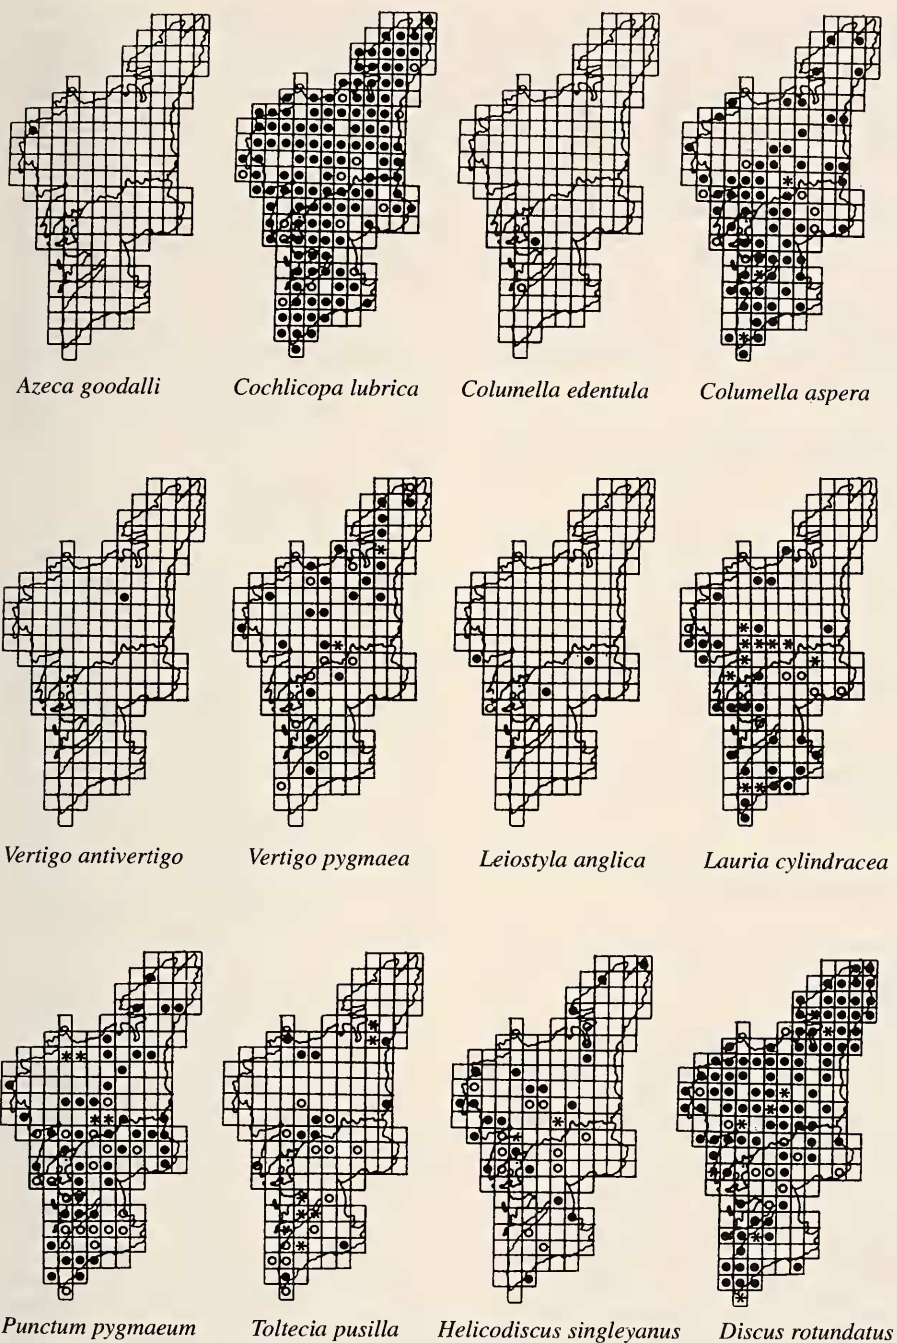 Azeca goodalli Cochlicopa lubrica Columella edentula Columella aspera
Vertigo antivertigo Vertigo pygmaea Leiostyla anglica Lauria cylindracea
Punctum pygmaeum Toltecia pusilla Helicodiscus singleyanus Discus rotundatus